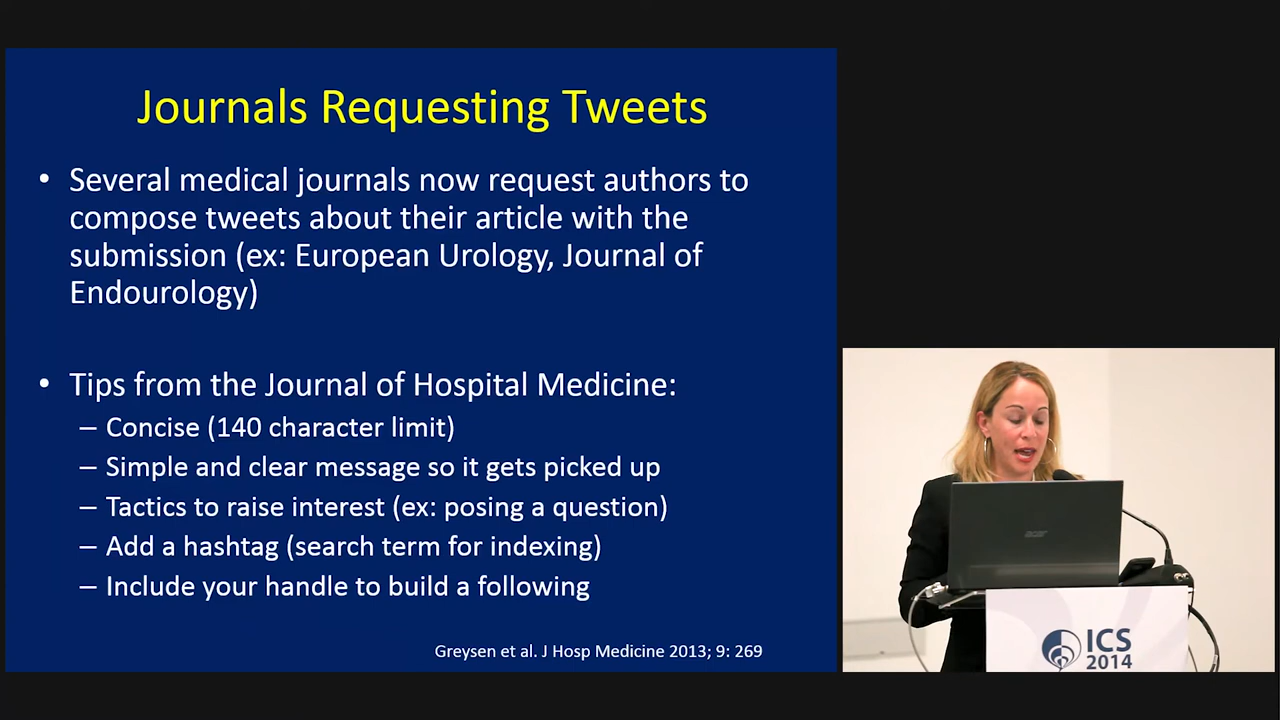 Journals Requesting Tweets
• Several medical journals now request authors to
compose tweets about their article with the
submission (ex: European Urology, Journal of
Endourology)
• Tips from the Journal of Hospital Medicine:
– Concise (140 character limit)
– Simple and clear message so it gets picked up
– Tactics to raise interest (ex: posing a question)
– Add a hashtag (search term for indexing)
– Include your handle to build a following
Greysen et al. J Hosp Medicine 2013; 9: 269
acer
ICS
2014